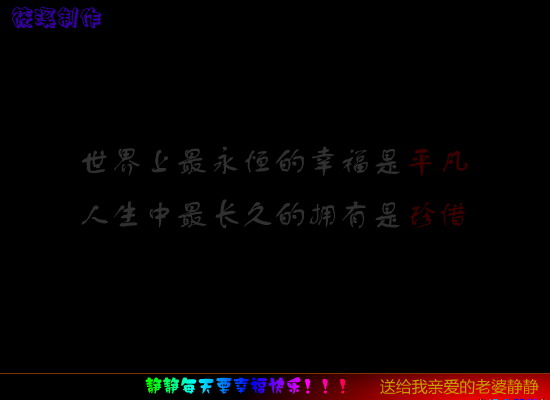 筱溪制作
世界上最永恒的幸福是平凡
人生中最长久的拥有是珍借
静静每天要幸福快乐！！！
送给我亲爱的老婆静静